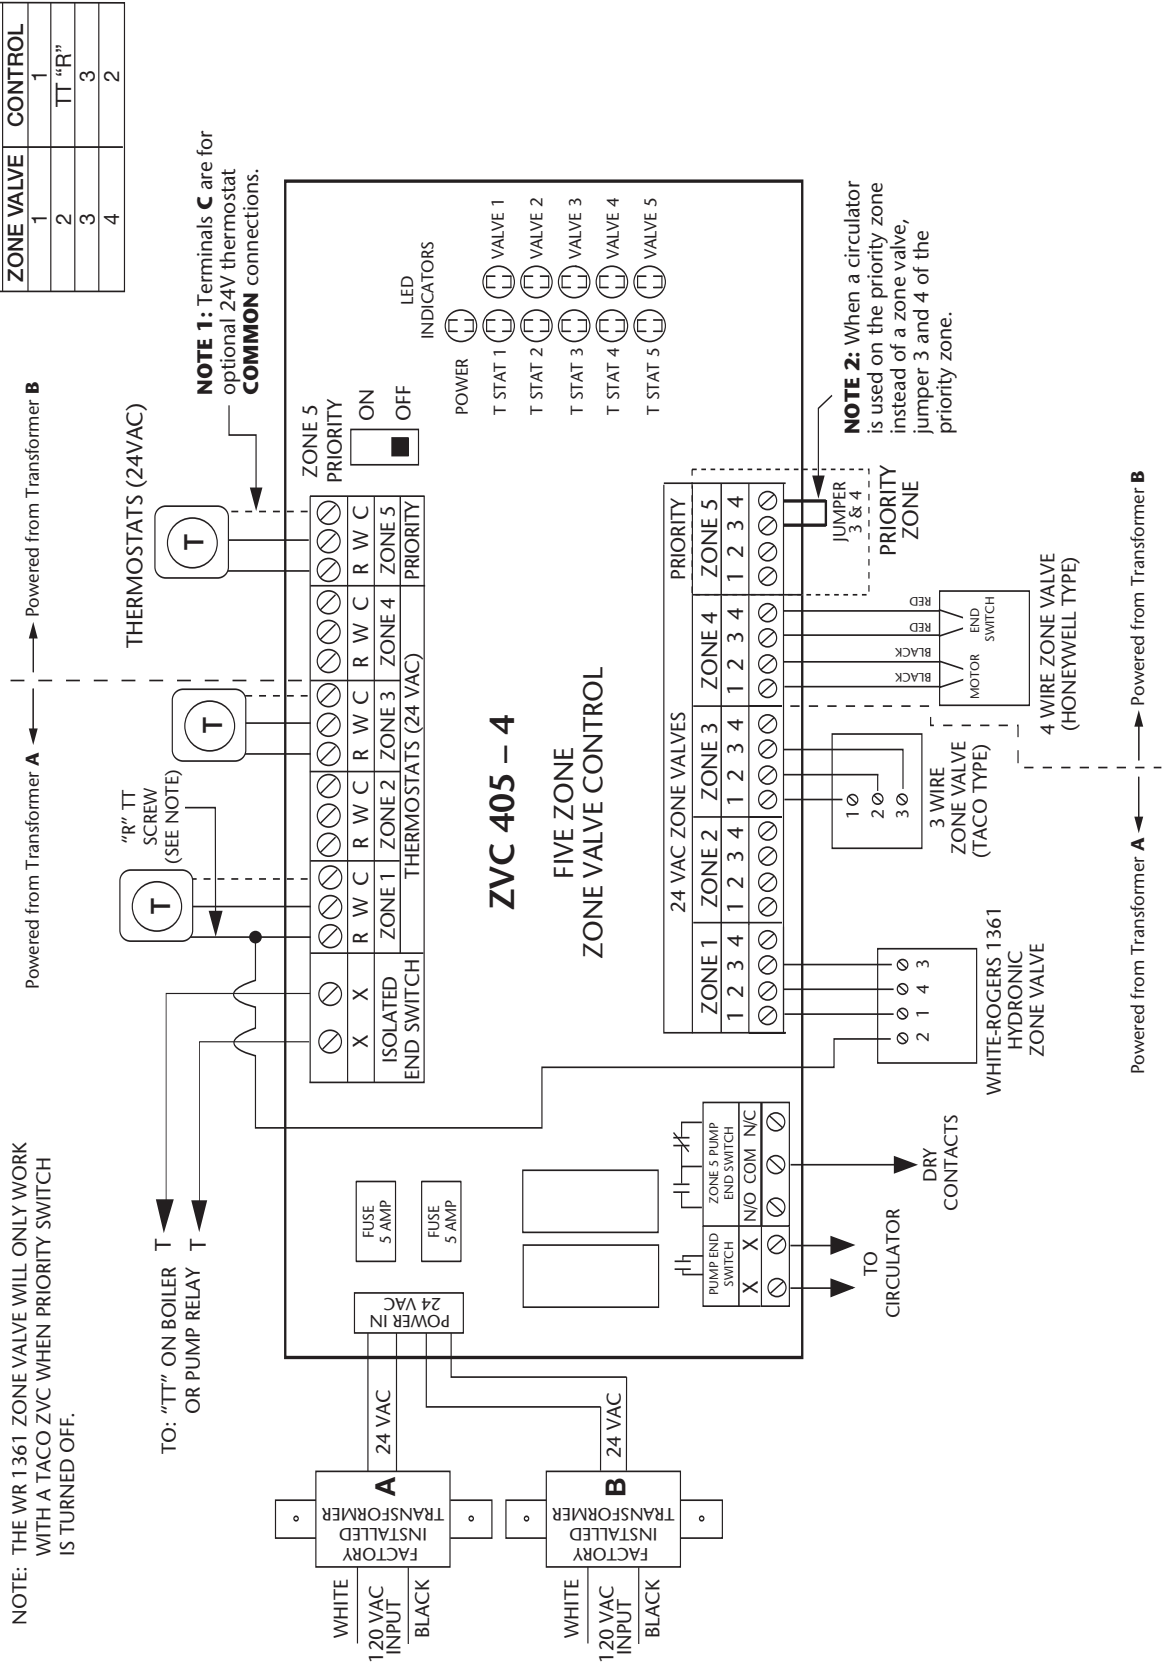 NOTE: THE WR 1361 ZONE VALVE WILL ONLY WORK
WITH A TACO ZVC WHEN PRIORITY SWITCH
IS TURNED OFF.
ZONE VALVE CONTROL
1 1
2 TT “R”
3 3
4 2
Powered from Transformer A
Powered from Transformer B
TO: “TT” ON BOILER T
OR PUMP RELAY T
“R” TT
SCREW
(SEE NOTE)
THERMOSTATS (24VAC)
T
T
T
NOTE 1: Terminals C are for
optional 24V thermostat
COMMON connections.
X X
ISOLATED
END SWITCH
R W C
ZONE 1
R W C
ZONE 2
R W C
ZONE 3
R W C
ZONE 4
R W C
ZONE 5
THERMOSTATS (24 VAC)
PRIORITY
ZONE 5
PRIORITY
ON
OFF
FUSE
5 AMP
FUSE
5 AMP
POWER IN
24 VAC
24 VAC
24 VAC
WHITE
120 VAC
INPUT
BLACK
FACTORY
INSTALLED
TRANSFORMER
A
WHITE
120 VAC
INPUT
BLACK
FACTORY
INSTALLED
TRANSFORMER
B
ZVC 405 – 4
FIVE ZONE
ZONE VALVE CONTROL
LED
INDICATORS
POWER
T STAT 1 VALVE 1
T STAT 2 VALVE 2
T STAT 3 VALVE 3
T STAT 4 VALVE 4
T STAT 5 VALVE 5
PUMP END
SWITCH
X X
ZONE 5 PUMP
END SWITCH
N/O COM N/C
TO
CIRCULATOR
DRY
CONTACTS
24 VAC ZONE VALVES
PRIORITY
ZONE 1
1 2 3 4
ZONE 2
1 2 3 4
ZONE 3
1 2 3 4
ZONE 4
1 2 3 4
ZONE 5
1 2 3 4
JUMPER
3 & 4
PRIORITY
ZONE
NOTE 2: When a circulator
is used on the priority zone
instead of a zone valve,
jumper 3 and 4 of the
priority zone.
2 1 4 3
WHITE-ROGERS 1361
HYDRONIC
ZONE VALVE
1
2
3
3 WIRE
ZONE VALVE
(TACO TYPE)
BLACK
BLACK
RED
RED
MOTOR
END
SWITCH
4 WIRE ZONE VALVE
(HONEYWELL TYPE)
Powered from Transformer A
Powered from Transformer B